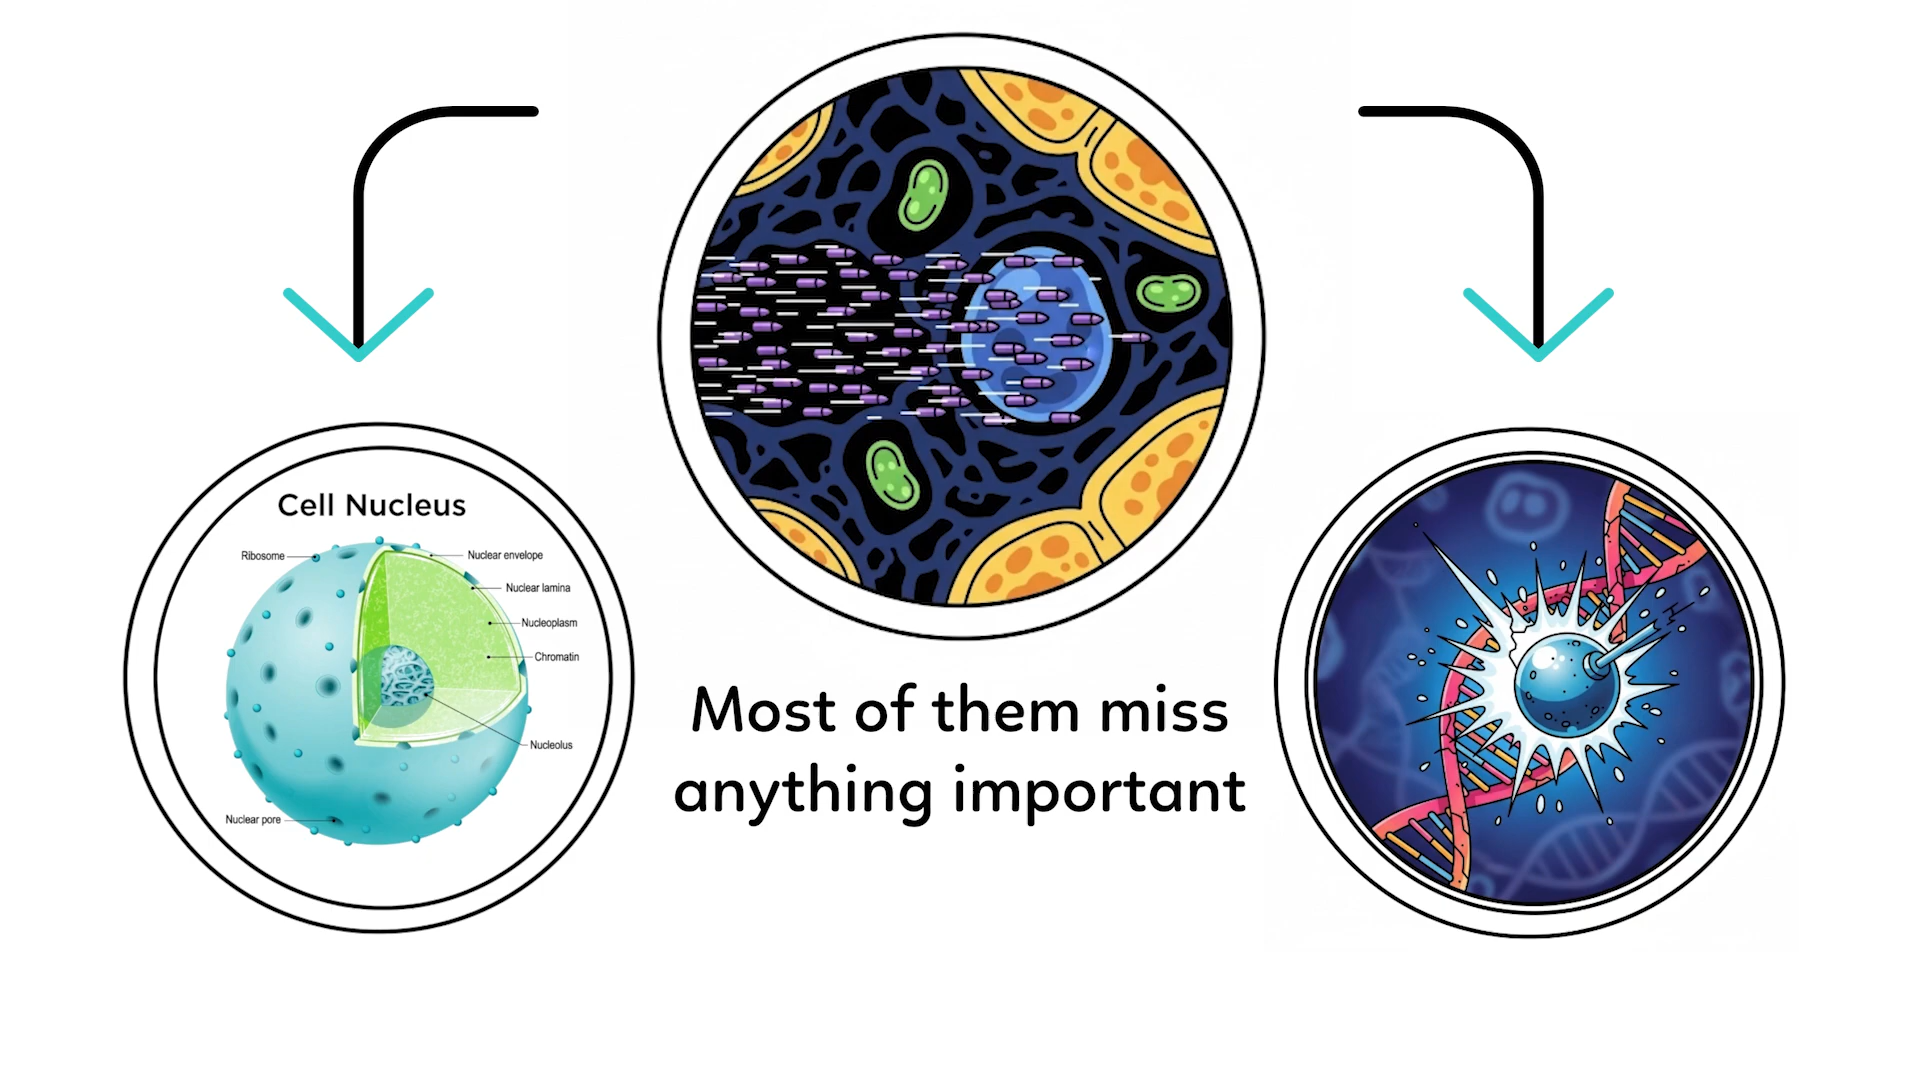 Cell Nucleus
Ribosome
Nuclear envelope
Nuclear lamina
Nucleoplasm
Chromatin
Nucleolus
Nuclear pore
Most of them miss
anything important